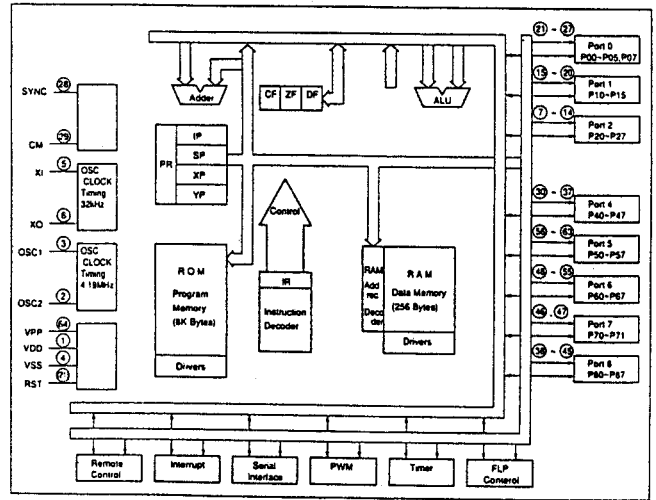 SYNC
28
CM
29
XI
5
XO
6
OSC
CLOCK
Timing
32kHz
OSC1
3
OSC2
2
OSC
CLOCK
Timing
4.19MHz
VPP
64
VDD
1
VSS
4
RST
Adder
CF ZF DF
ALU
PR
IP
SP
XP
YP
Control
ROM
Program
Memory
(8K Bytes)
Drivers
IR
Instruction
Decoder
RAM
Add
rec
Decoder
RAM
Data Memory
(256 Bytes)
Drivers
21 - 27
Port 0
P00~P05,P07
15 - 20
Port 1
P10~P15
7 - 14
Port 2
P20~P27
30 - 37
Port 4
P40~P47
56 - 63
Port 5
P50~P57
48 - 55
Port 6
P60~P67
46 , 47
Port 7
P70~P71
38 - 45
Remote
Control
Interrupt
Serial
Interface
PWM
Timer
FLP
Contorol